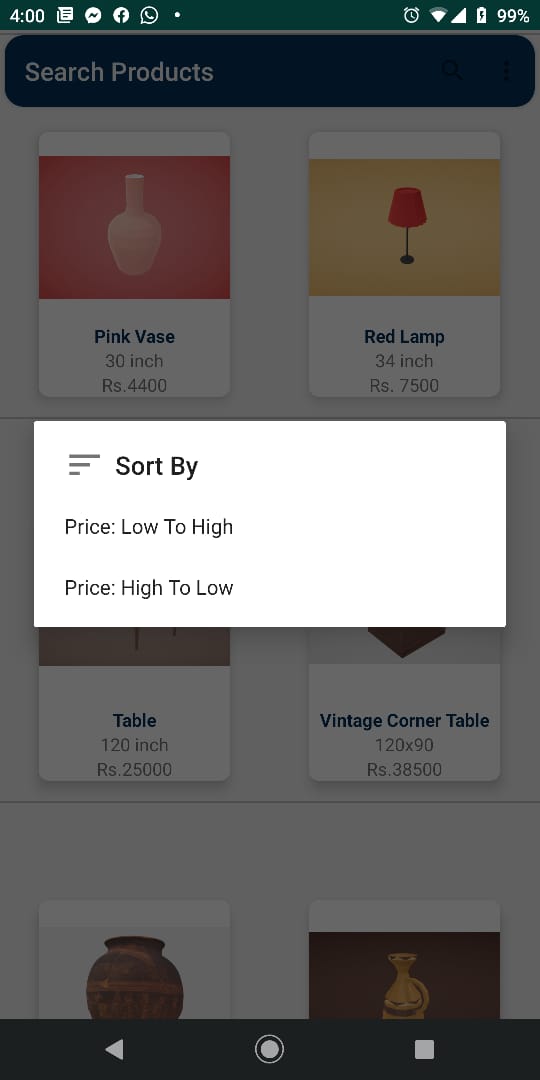 4:00
99%
Search Products
Pink Vase
30 inch
Rs.4400
Red Lamp
34 inch
Rs. 7500
Sort By
Price: Low To High
Price: High To Low
Table
120 inch
Rs.25000
Vintage Corner Table
120x90
Rs.38500